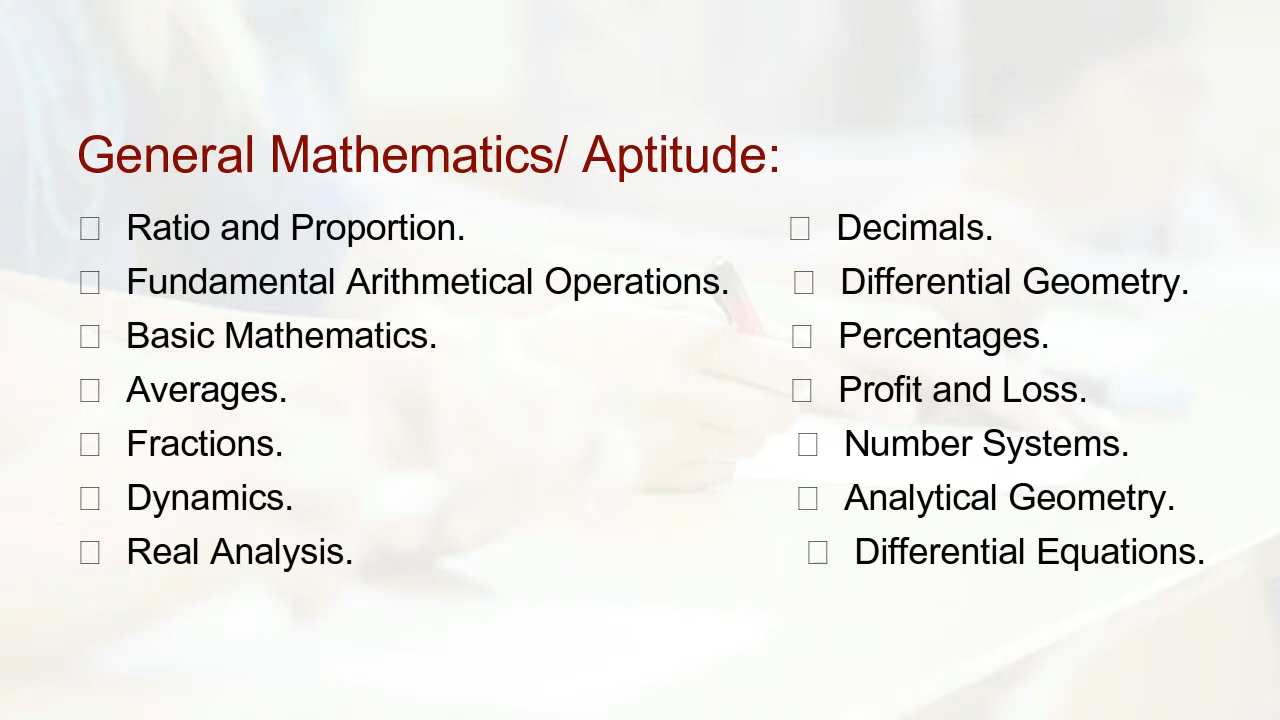 General Mathematics/ Aptitude:
Ratio and Proportion. Decimals.
Fundamental Arithmetical Operations. Differential Geometry.
Basic Mathematics. Percentages.
Averages. Profit and Loss.
Fractions. Number Systems.
Dynamics. Analytical Geometry.
Real Analysis. Differential Equations.